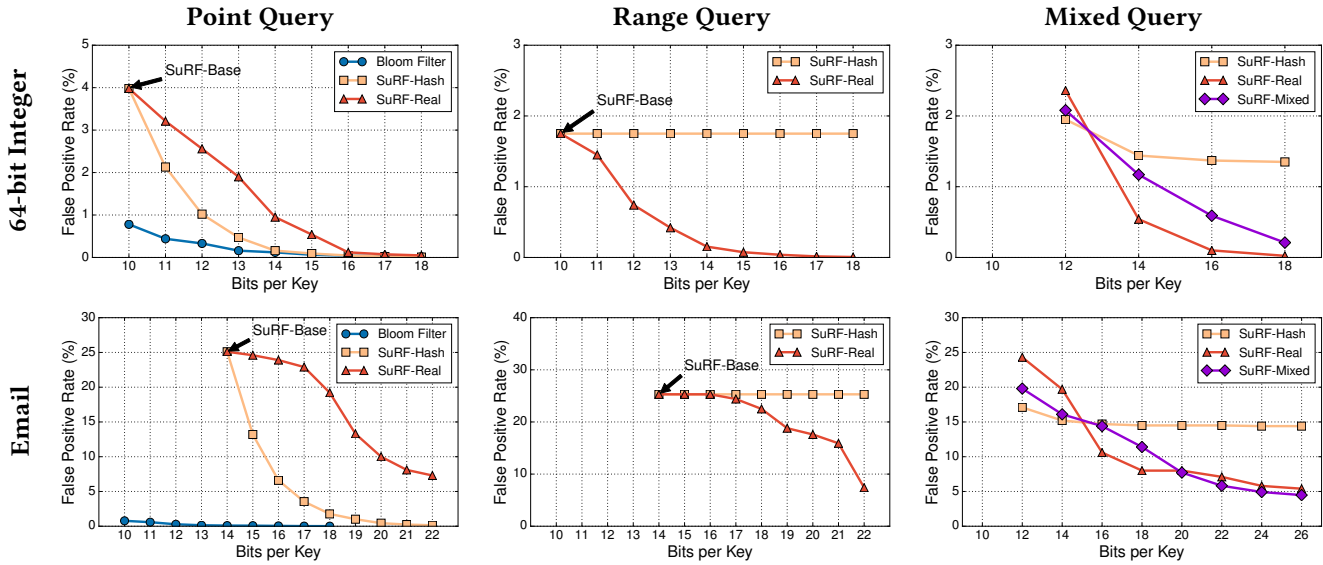 Point Query
Range Query
Mixed Query
64-bit Integer
False Positive Rate (%)
5
4
3
2
1
0
SuRF-Base
Bloom Filter
SuRF-Hash
SuRF-Real
10 11 12 13 14 15 16 17 18
Bits per Key
False Positive Rate (%)
3
2
1
0
SuRF-Base
SuRF-Hash
SuRF-Real
10 11 12 13 14 15 16 17 18
Bits per Key
False Positive Rate (%)
3
2
1
0
SuRF-Hash
SuRF-Real
SuRF-Mixed
10 12 14 16 18
Bits per Key
Email
False Positive Rate (%)
30
25
20
15
10
5
0
SuRF-Base
Bloom Filter
SuRF-Hash
SuRF-Real
10 11 12 13 14 15 16 17 18 19 20 21 22
Bits per Key
False Positive Rate (%)
40
30
20
10
0
SuRF-Base
SuRF-Hash
SuRF-Real
10 11 12 13 14 15 16 17 18 19 20 21 22
Bits per Key
False Positive Rate (%)
30
25
20
15
10
5
0
SuRF-Hash
SuRF-Real
SuRF-Mixed
10 12 14 16 18 20 22 24 26
Bits per Key